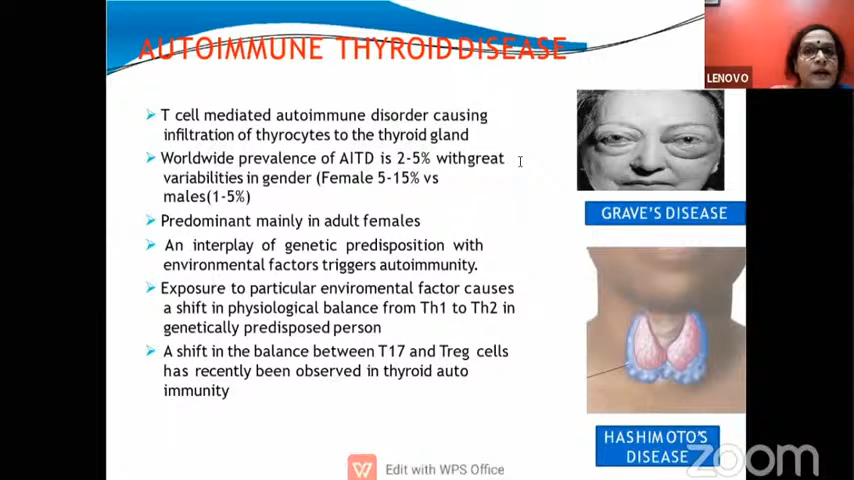 AUTOIMMUNE THYROID DISEASE
LENOVO
T cell mediated autoimmune disorder causing
infiltration of thyrocytes to the thyroid gland
Worldwide prevalence of AITD is 2-5% withgreat
variabilities in gender (Female 5-15% vs
males(1-5%)
Predominant mainly in adult females
An interplay of genetic predisposition with
environmental factors triggers autoimmunity.
Exposure to particular enviromental factor causes
a shift in physiological balance from Th1 to Th2 in
genetically predisposed person
A shift in the balance between T17 and Treg cells
has recently been observed in thyroid auto
immunity
GRAVE'S DISEASE
HASHIMOTO'S
DISEASE
zoom
Edit with WPS Office